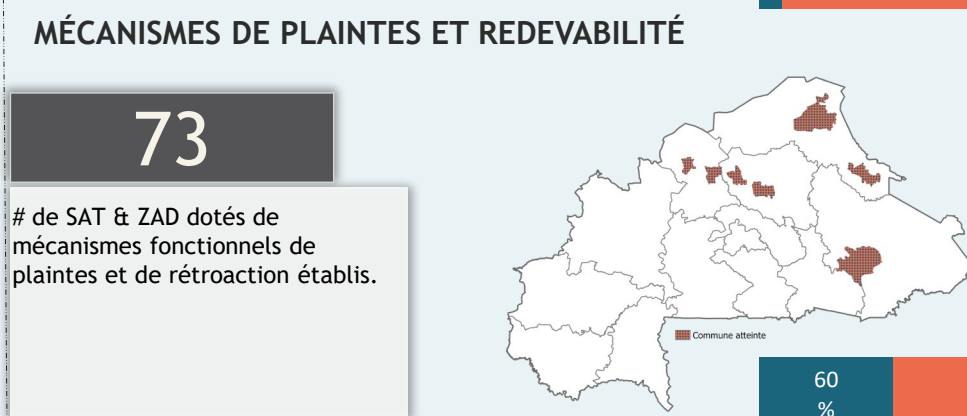 MÉCANISMES DE PLAINTES ET REDEVABILITÉ
73
# de SAT & ZAD dotés de
mécanismes fonctionnels de
plaintes et de rétroaction établis.
Commune atteinte
60
%